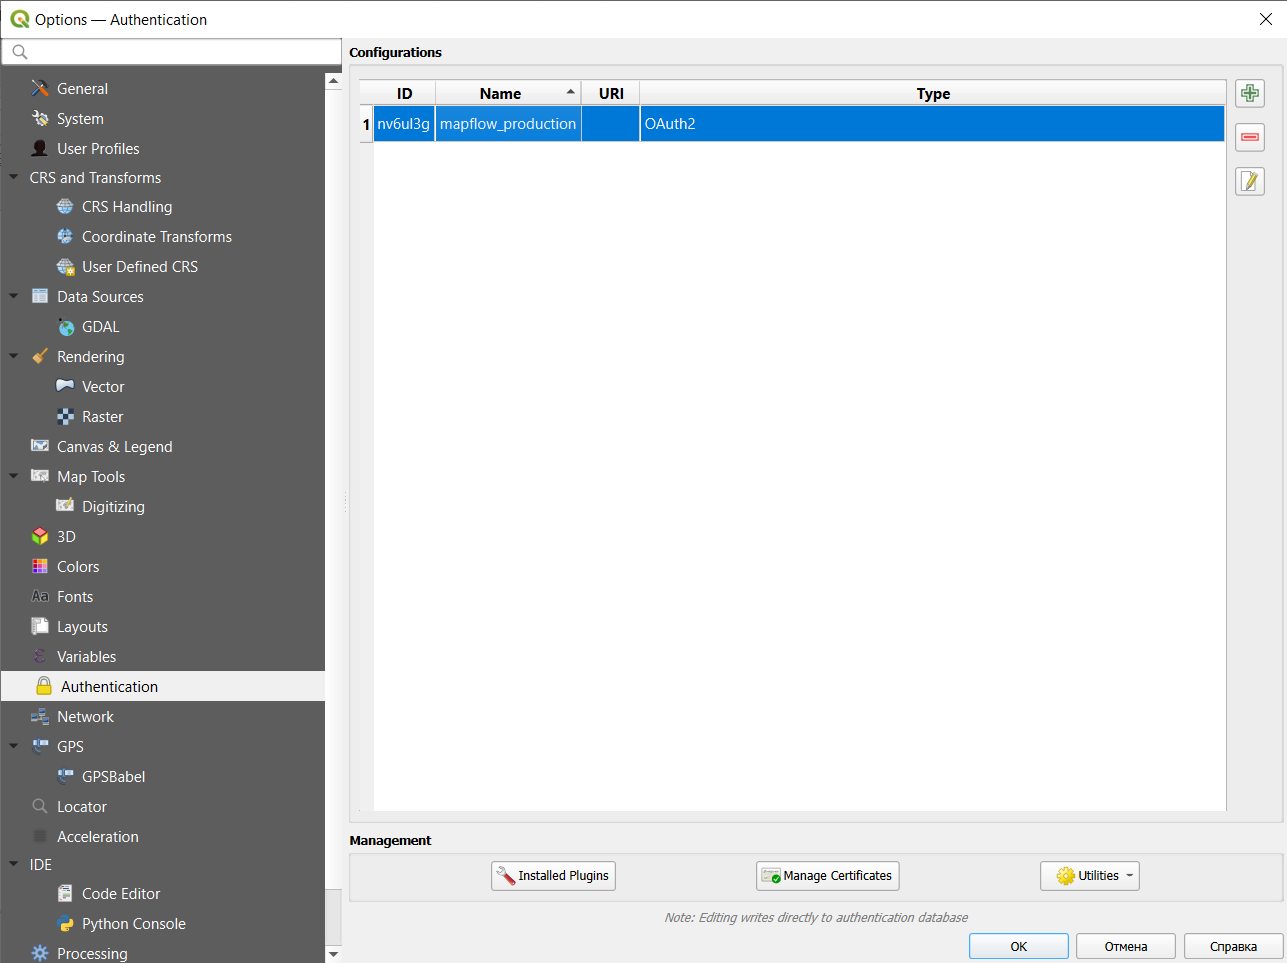 Options — Authentication
General
System
User Profiles
CRS and Transforms
CRS Handling
Coordinate Transforms
User Defined CRS
Data Sources
GDAL
Rendering
Vector
Raster
Canvas & Legend
Map Tools
Digitizing
3D
Colors
Aa Fonts
Layouts
Variables
Authentication
Network
GPS
GPSBabel
Locator
Acceleration
IDE
Code Editor
Python Console
Processing
Configurations
ID Name URI Type
1 nv6ul3g mapflow_production OAuth2
Management
Installed Plugins Manage Certificates Utilities
Note: Editing writes directly to authentication database
OK Отмена Справка